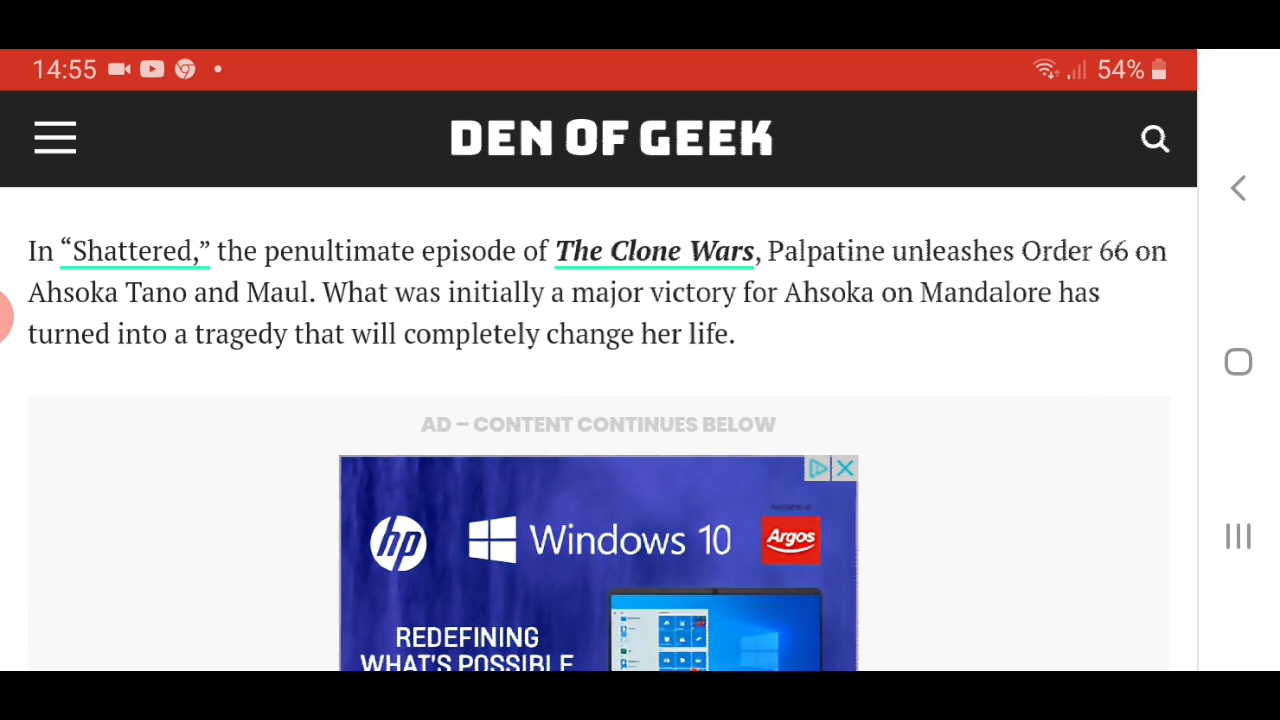 14:55
54%
DEN OF GEEK
In “Shattered,” the penultimate episode of The Clone Wars, Palpatine unleashes Order 66 on
Ahsoka Tano and Maul. What was initially a major victory for Ahsoka on Mandalore has
turned into a tragedy that will completely change her life.
AD – CONTENT CONTINUES BELOW
hp Windows 10 Argos
REDEFINING
WHAT'S POSSIBLE